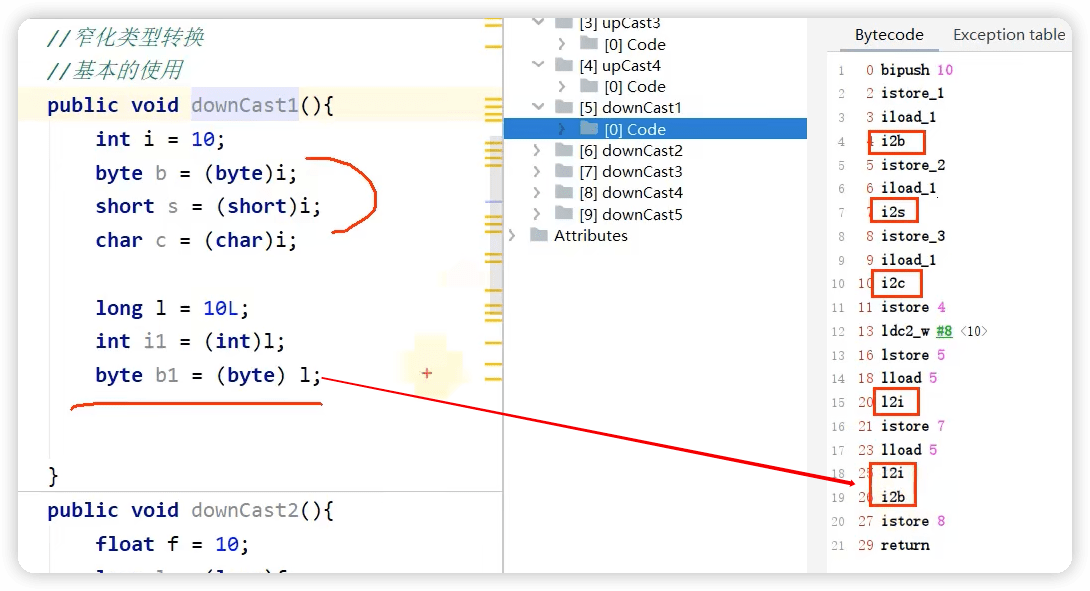 //窄化类型转换
//基本的使用
public void downCast1(){
int i = 10;
byte b = (byte)i;
short s = (short)i;
char c = (char)i;
long l = 10L;
int i1 = (int)l;
byte b1 = (byte) l;
}
public void downCast2(){
float f = 10;
[3] upCast3
[0] Code
[4] upCast4
[0] Code
[5] downCast1
[0] Code
[6] downCast2
[7] downCast3
[8] downCast4
[9] downCast5
Attributes
Bytecode Exception table
1 0 bipush 10
2 2 istore_1
3 3 iload_1
4 4 i2b
5 5 istore_2
6 6 iload_1
7 7 i2s
8 8 istore_3
9 9 iload_1
10 10 i2c
11 11 istore 4
12 13 ldc2_w #8 <10>
13 16 lstore 5
14 18 lload 5
15 20 l2i
16 21 istore 7
17 23 lload 5
18 25 l2i
19 26 i2b
20 27 istore 8
21 29 return